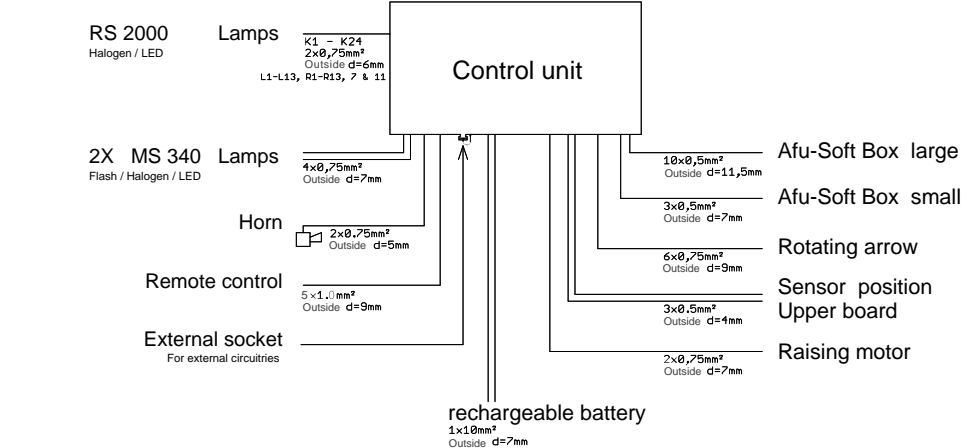 RS 2000 Lamps
Halogen / LED
K1 - K24
2x0,75mm²
Outside d=6mm
L1-L13, R1-R13, 7 & 11
Control unit
2X MS 340 Lamps
Flash / Halogen / LED
4x0,75mm²
Outside d=7mm
Horn
2x0.75mm²
Outside d=5mm
Remote control
5x1.0mm²
Outside d=9mm
External socket
For external circuitries
rechargeable battery
1x10mm²
Outside d=7mm
Afu-Soft Box large
10x0,5mm²
Outside d=11,5mm
Afu-Soft Box small
3x0,5mm²
Outside d=7mm
Rotating arrow
6x0,75mm²
Outside d=9mm
Sensor position
Upper board
3x0.5mm²
Outside d=4mm
Raising motor
2x0,75mm²
Outside d=7mm